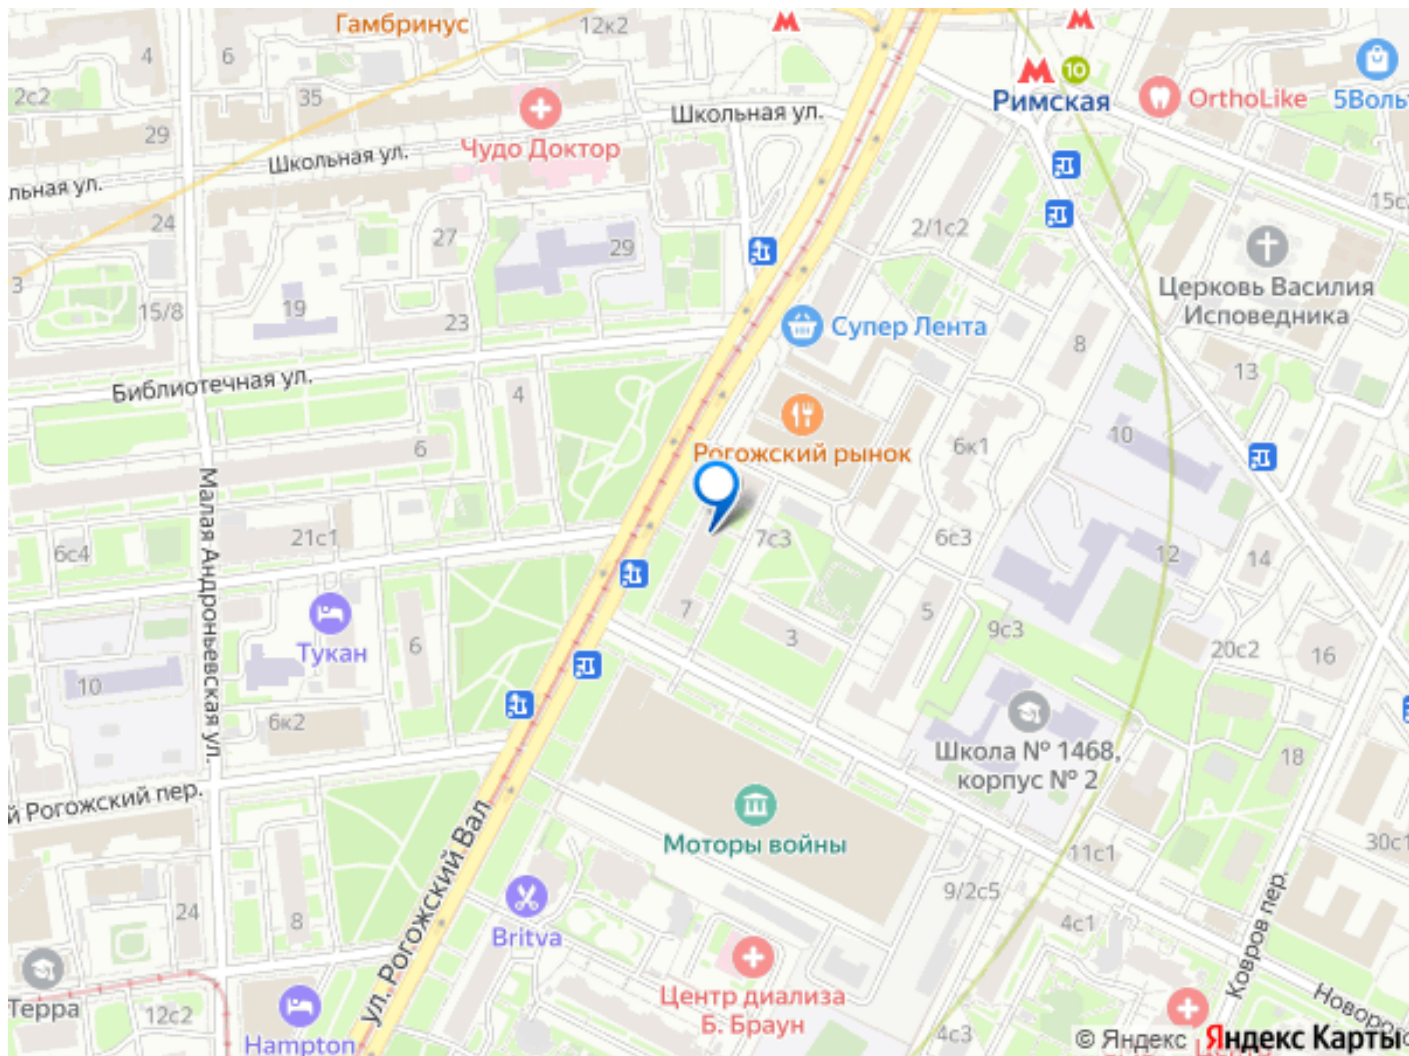 Гамбринус
12к2
4
6
2с2
35
29
Школьная ул.
Римская
10
OrthoLike
Чудо Доктор
Школьная ул.
льная ул.
24
27
29
2/1с2
15с2
3
15/8
19
23
Церковь Василия
Исповедника
Супер Лента
8
13
Библиотечная ул.
4
6
Рогожский рынок
6к1
10
Малая Андроньевская ул.
6с4
21с1
7с3
6с3
12
14
7
3
5
9с3
20с2
16
Тукан
6
10
6к2
Школа № 1468,
корпус № 2
18
й Рогожский пер.
ул. Рогожский Вал
Моторы войны
11с1
30с1
24
8
Britva
9/2с5
4с1
Ковров пер.
Терра
12с2
Hampton
Центр диализа
Б. Браун
4с3
© Яндекс
Яндекс Карты